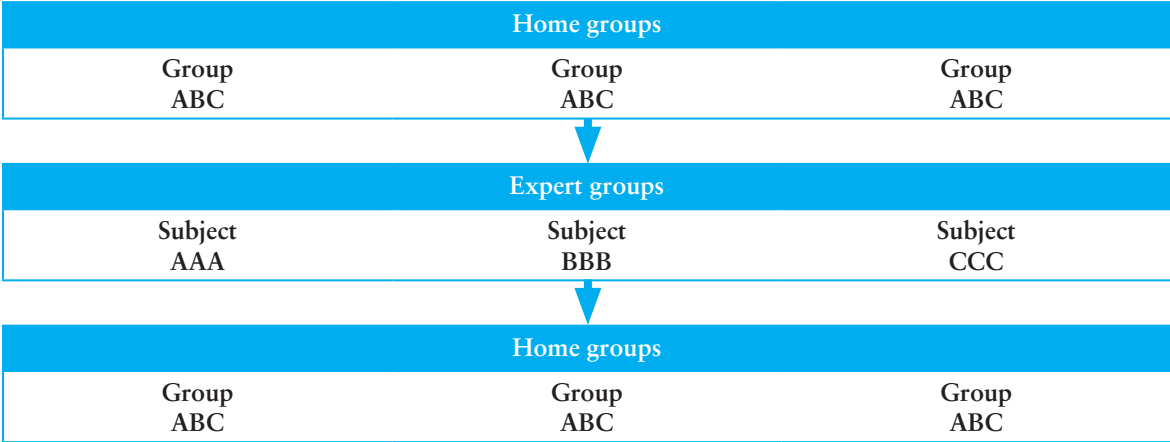 Home groups
Group Group Group
ABC ABC ABC
Expert groups
Subject Subject Subject
AAA BBB CCC
Home groups
Group Group Group
ABC ABC ABC